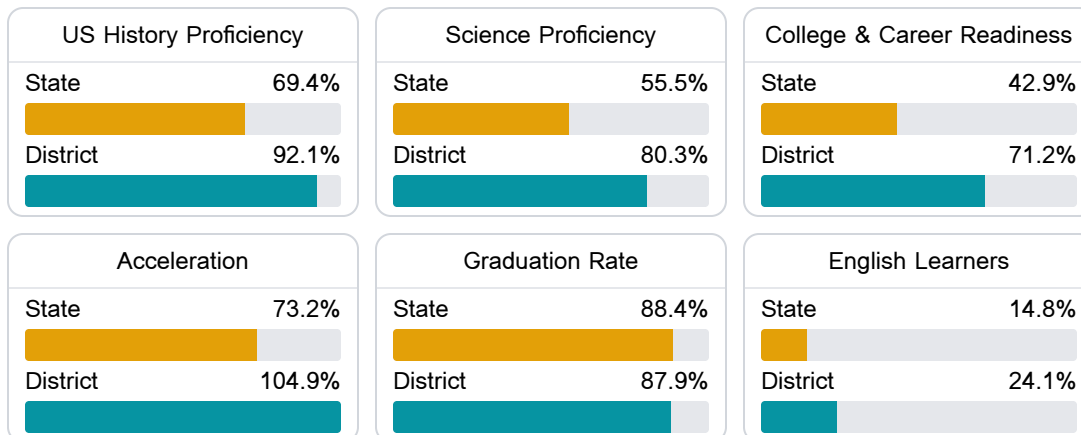 US History Proficiency
State 69.4%
District 92.1%
Science Proficiency
State 55.5%
District 80.3%
College & Career Readiness
State 42.9%
District 71.2%
Acceleration
State 73.2%
District 104.9%
Graduation Rate
State 88.4%
District 87.9%
English Learners
State 14.8%
District 24.1%